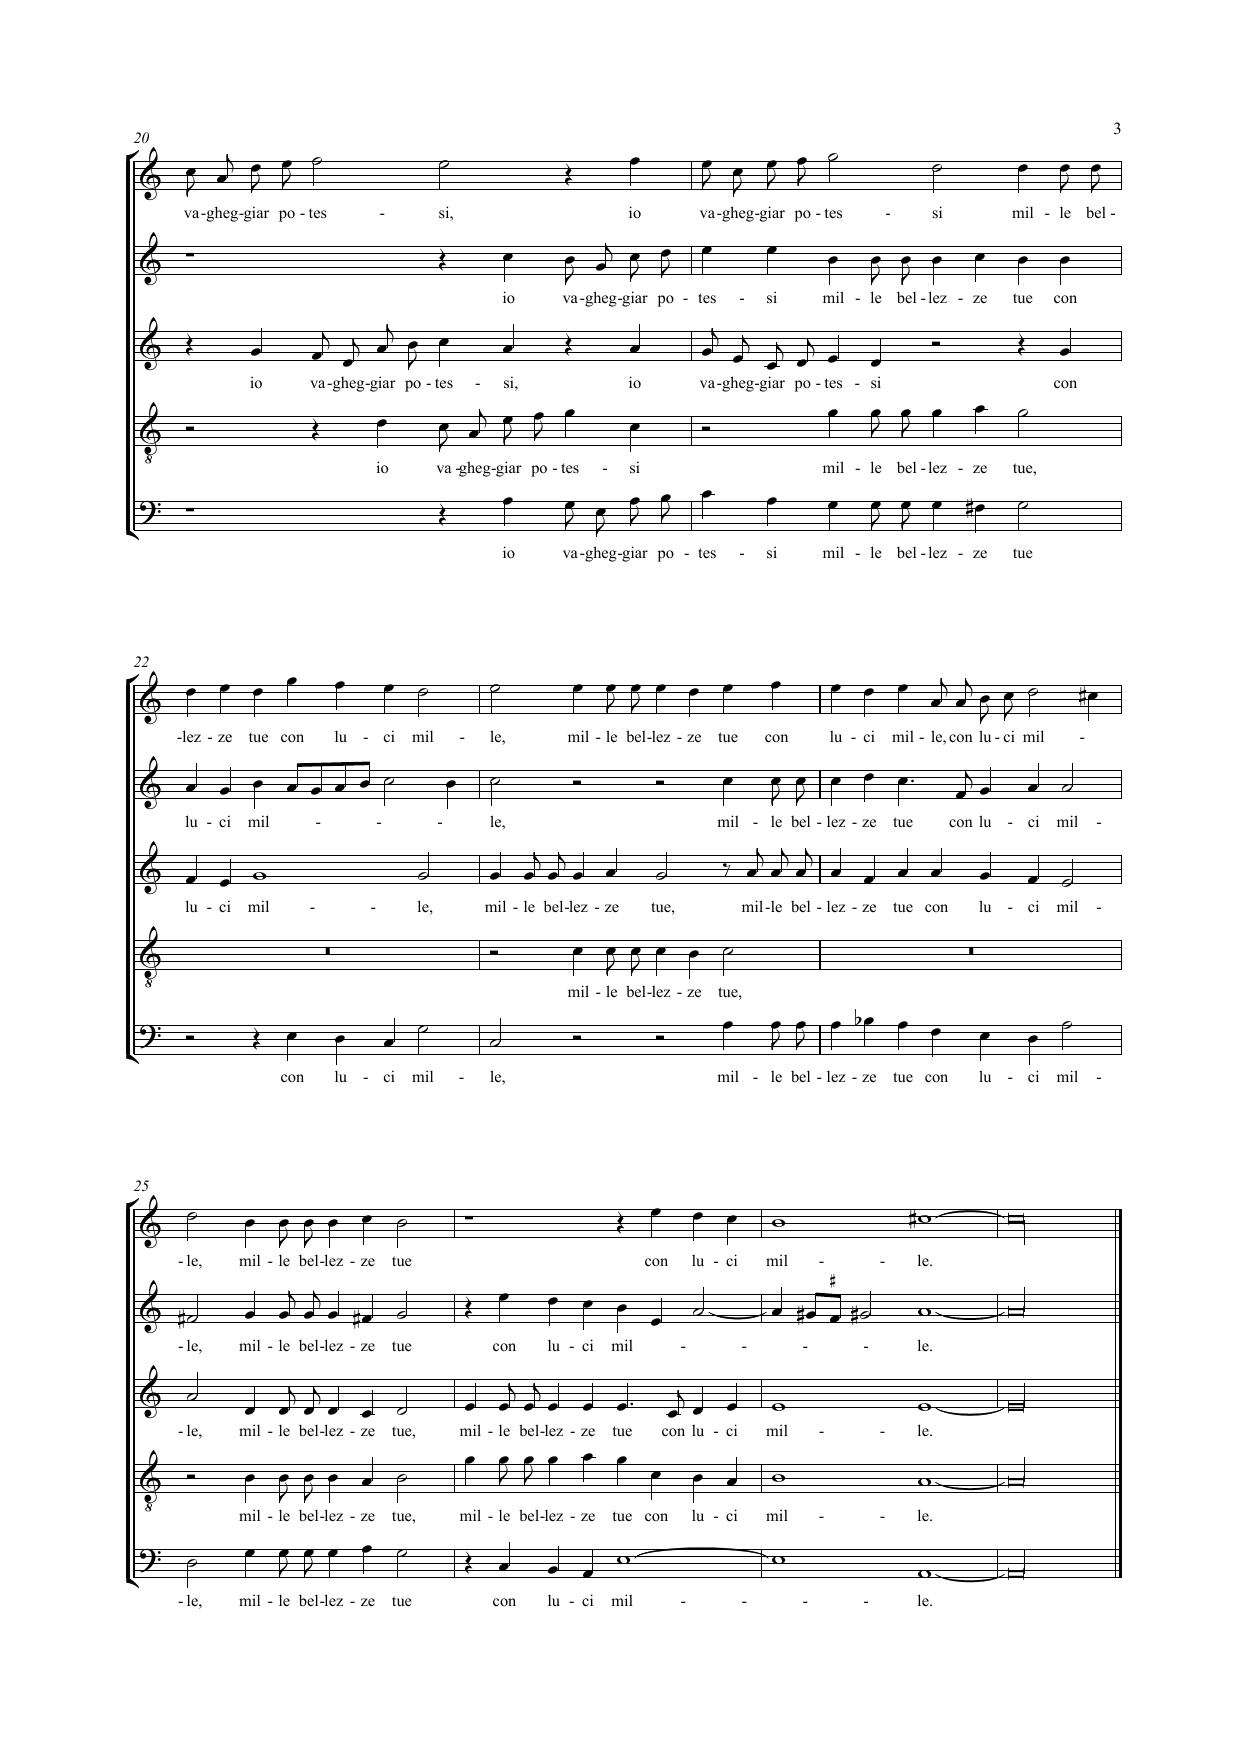 3
20
va-gheg-giar po - tes - si, io va-gheg-giar po - tes - si mil - le bel -
io va-gheg-giar po - tes - si mil - le bel - lez - ze tue con
io va-gheg-giar po - tes - si, io va-gheg-giar po - tes - si con
8
io va-gheg-giar po - tes - si mil - le bel - lez - ze tue,
io va-gheg-giar po - tes - si mil - le bel - lez - ze tue
22
-lez - ze tue con lu - ci mil - le, mil - le bel-lez - ze tue con lu - ci mil - le, con lu - ci mil -
lu - ci mil - - - - le, mil - le bel - lez - ze tue con lu - ci mil -
lu - ci mil - - le, mil - le bel-lez - ze tue, mil-le bel - lez - ze tue con lu - ci mil -
8
mil - le bel-lez - ze tue,
con lu - ci mil - le, mil - le bel - lez - ze tue con lu - ci mil -
25
- le, mil - le bel-lez - ze tue con lu - ci mil - - le.
- le, mil - le bel-lez - ze tue con lu - ci mil - - - - le.
- le, mil - le bel-lez - ze tue, mil - le bel-lez - ze tue con lu - ci mil - - le.
8
mil - le bel-lez - ze tue, mil - le bel-lez - ze tue con lu - ci mil - - le.
- le, mil - le bel-lez - ze tue con lu - ci mil - - - - le.